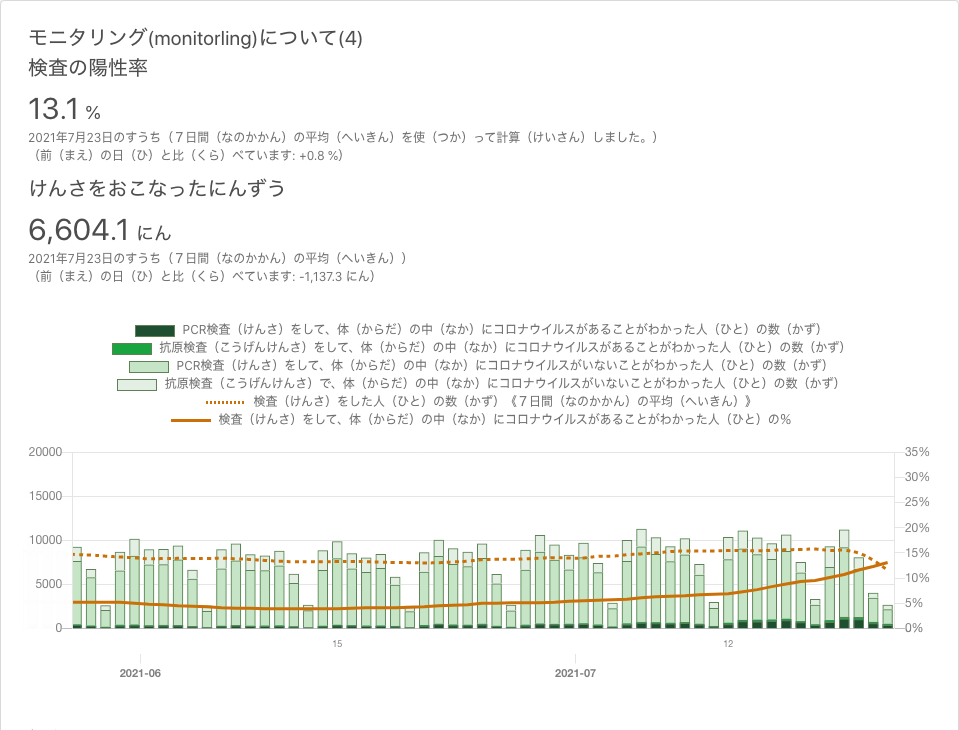 モニタリング(monitorling)について(4)
検査の陽性率
13.1 %
2021年7月23日のすうち（７日間（なのかかん）の平均（へいきん）を使（つか）って計算（けいさん）しました。）
（前（まえ）の日（ひ）と比（くら）べています: +0.8 %）
けんさをおこなったにんずう
6,604.1 にん
2021年7月23日のすうち（７日間（なのかかん）の平均（へいきん））
（前（まえ）の日（ひ）と比（くら）べています: -1,137.3 にん）
PCR検査（けんさ）をして、体（からだ）の中（なか）にコロナウイルスがあることがわかった人（ひと）の数（かず）
抗原検査（こうげんけんさ）をして、体（からだ）の中（なか）にコロナウイルスがあることがわかった人（ひと）の数（かず）
PCR検査（けんさ）をして、体（からだ）の中（なか）にコロナウイルスがいないことがわかった人（ひと）の数（かず）
抗原検査（こうげんけんさ）で、体（からだ）の中（なか）にコロナウイルスがいないことがわかった人（ひと）の数（かず）
検査（けんさ）をした人（ひと）の数（かず）《７日間（なのかかん）の平均（へいきん）》
検査（けんさ）をして、体（からだ）の中（なか）にコロナウイルスがあることがわかった人（ひと）の%
20000 35%
30%
15000
25%
20%
10000
15%
10%
5000
5%
0 0%
15 12
2021-06 2021-07